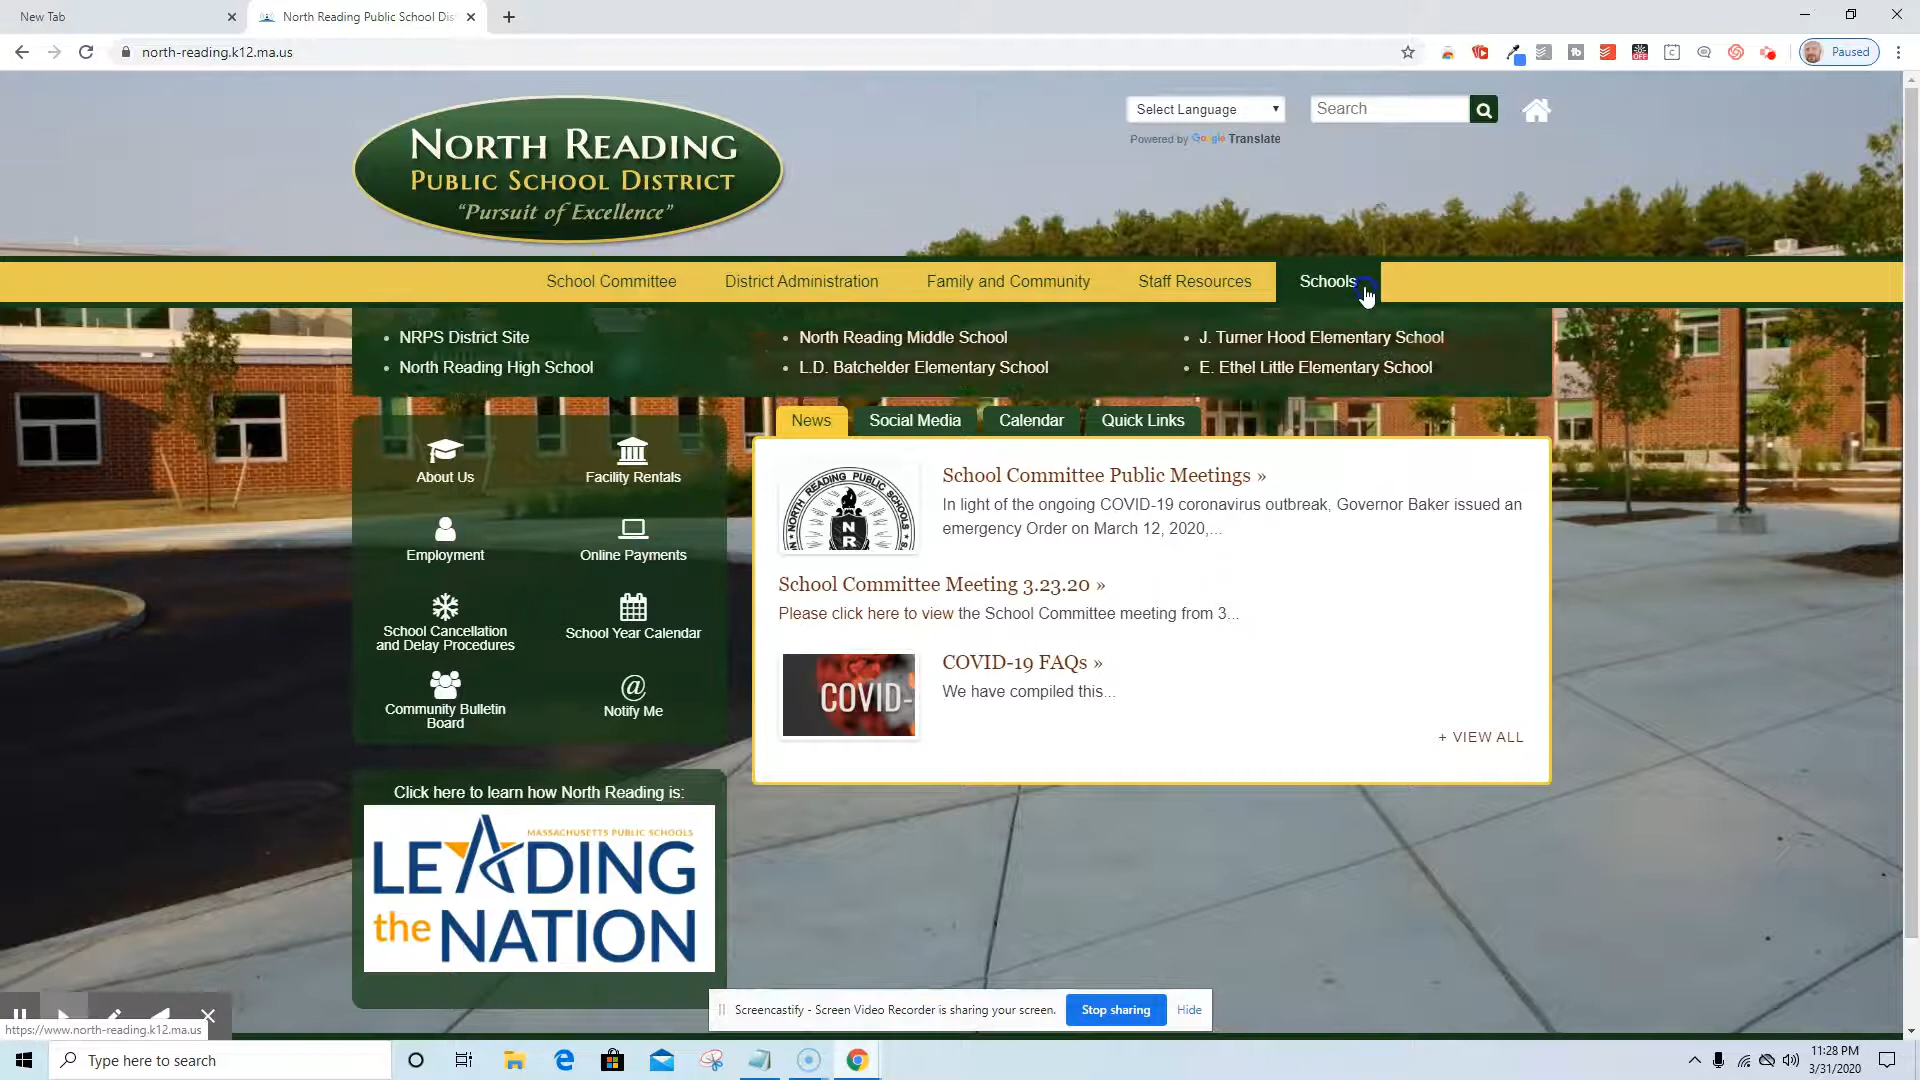 New Tab
North Reading Public School Dis
north-reading.k12.ma.us
Paused
NORTH READING
PUBLIC SCHOOL DISTRICT
"Pursuit of Excellence"
Select Language
Search
Powered by Google Translate
School Committee
District Administration
Family and Community
Staff Resources
Schools
NRPS District Site
North Reading High School
North Reading Middle School
L.D. Batchelder Elementary School
J. Turner Hood Elementary School
E. Ethel Little Elementary School
About Us
Facility Rentals
Employment
Online Payments
School Cancellation
and Delay Procedures
School Year Calendar
Community Bulletin
Board
Notify Me
Click here to learn how North Reading is:
MASSACHUSETTS PUBLIC SCHOOLS
LEADING
the NATION
News
Social Media
Calendar
Quick Links
NORTH READING PUBLIC SCHOOLS
NR
School Committee Public Meetings »
In light of the ongoing COVID-19 coronavirus outbreak, Governor Baker issued an
emergency Order on March 12, 2020,...
School Committee Meeting 3.23.20 »
Please click here to view the School Committee meeting from 3...
COVID-
COVID-19 FAQs »
We have compiled this...
+ VIEW ALL
Screencastify - Screen Video Recorder is sharing your screen.
Stop sharing
Hide
https://www.north-reading.k12.ma.us
Type here to search
11:28 PM
3/31/2020